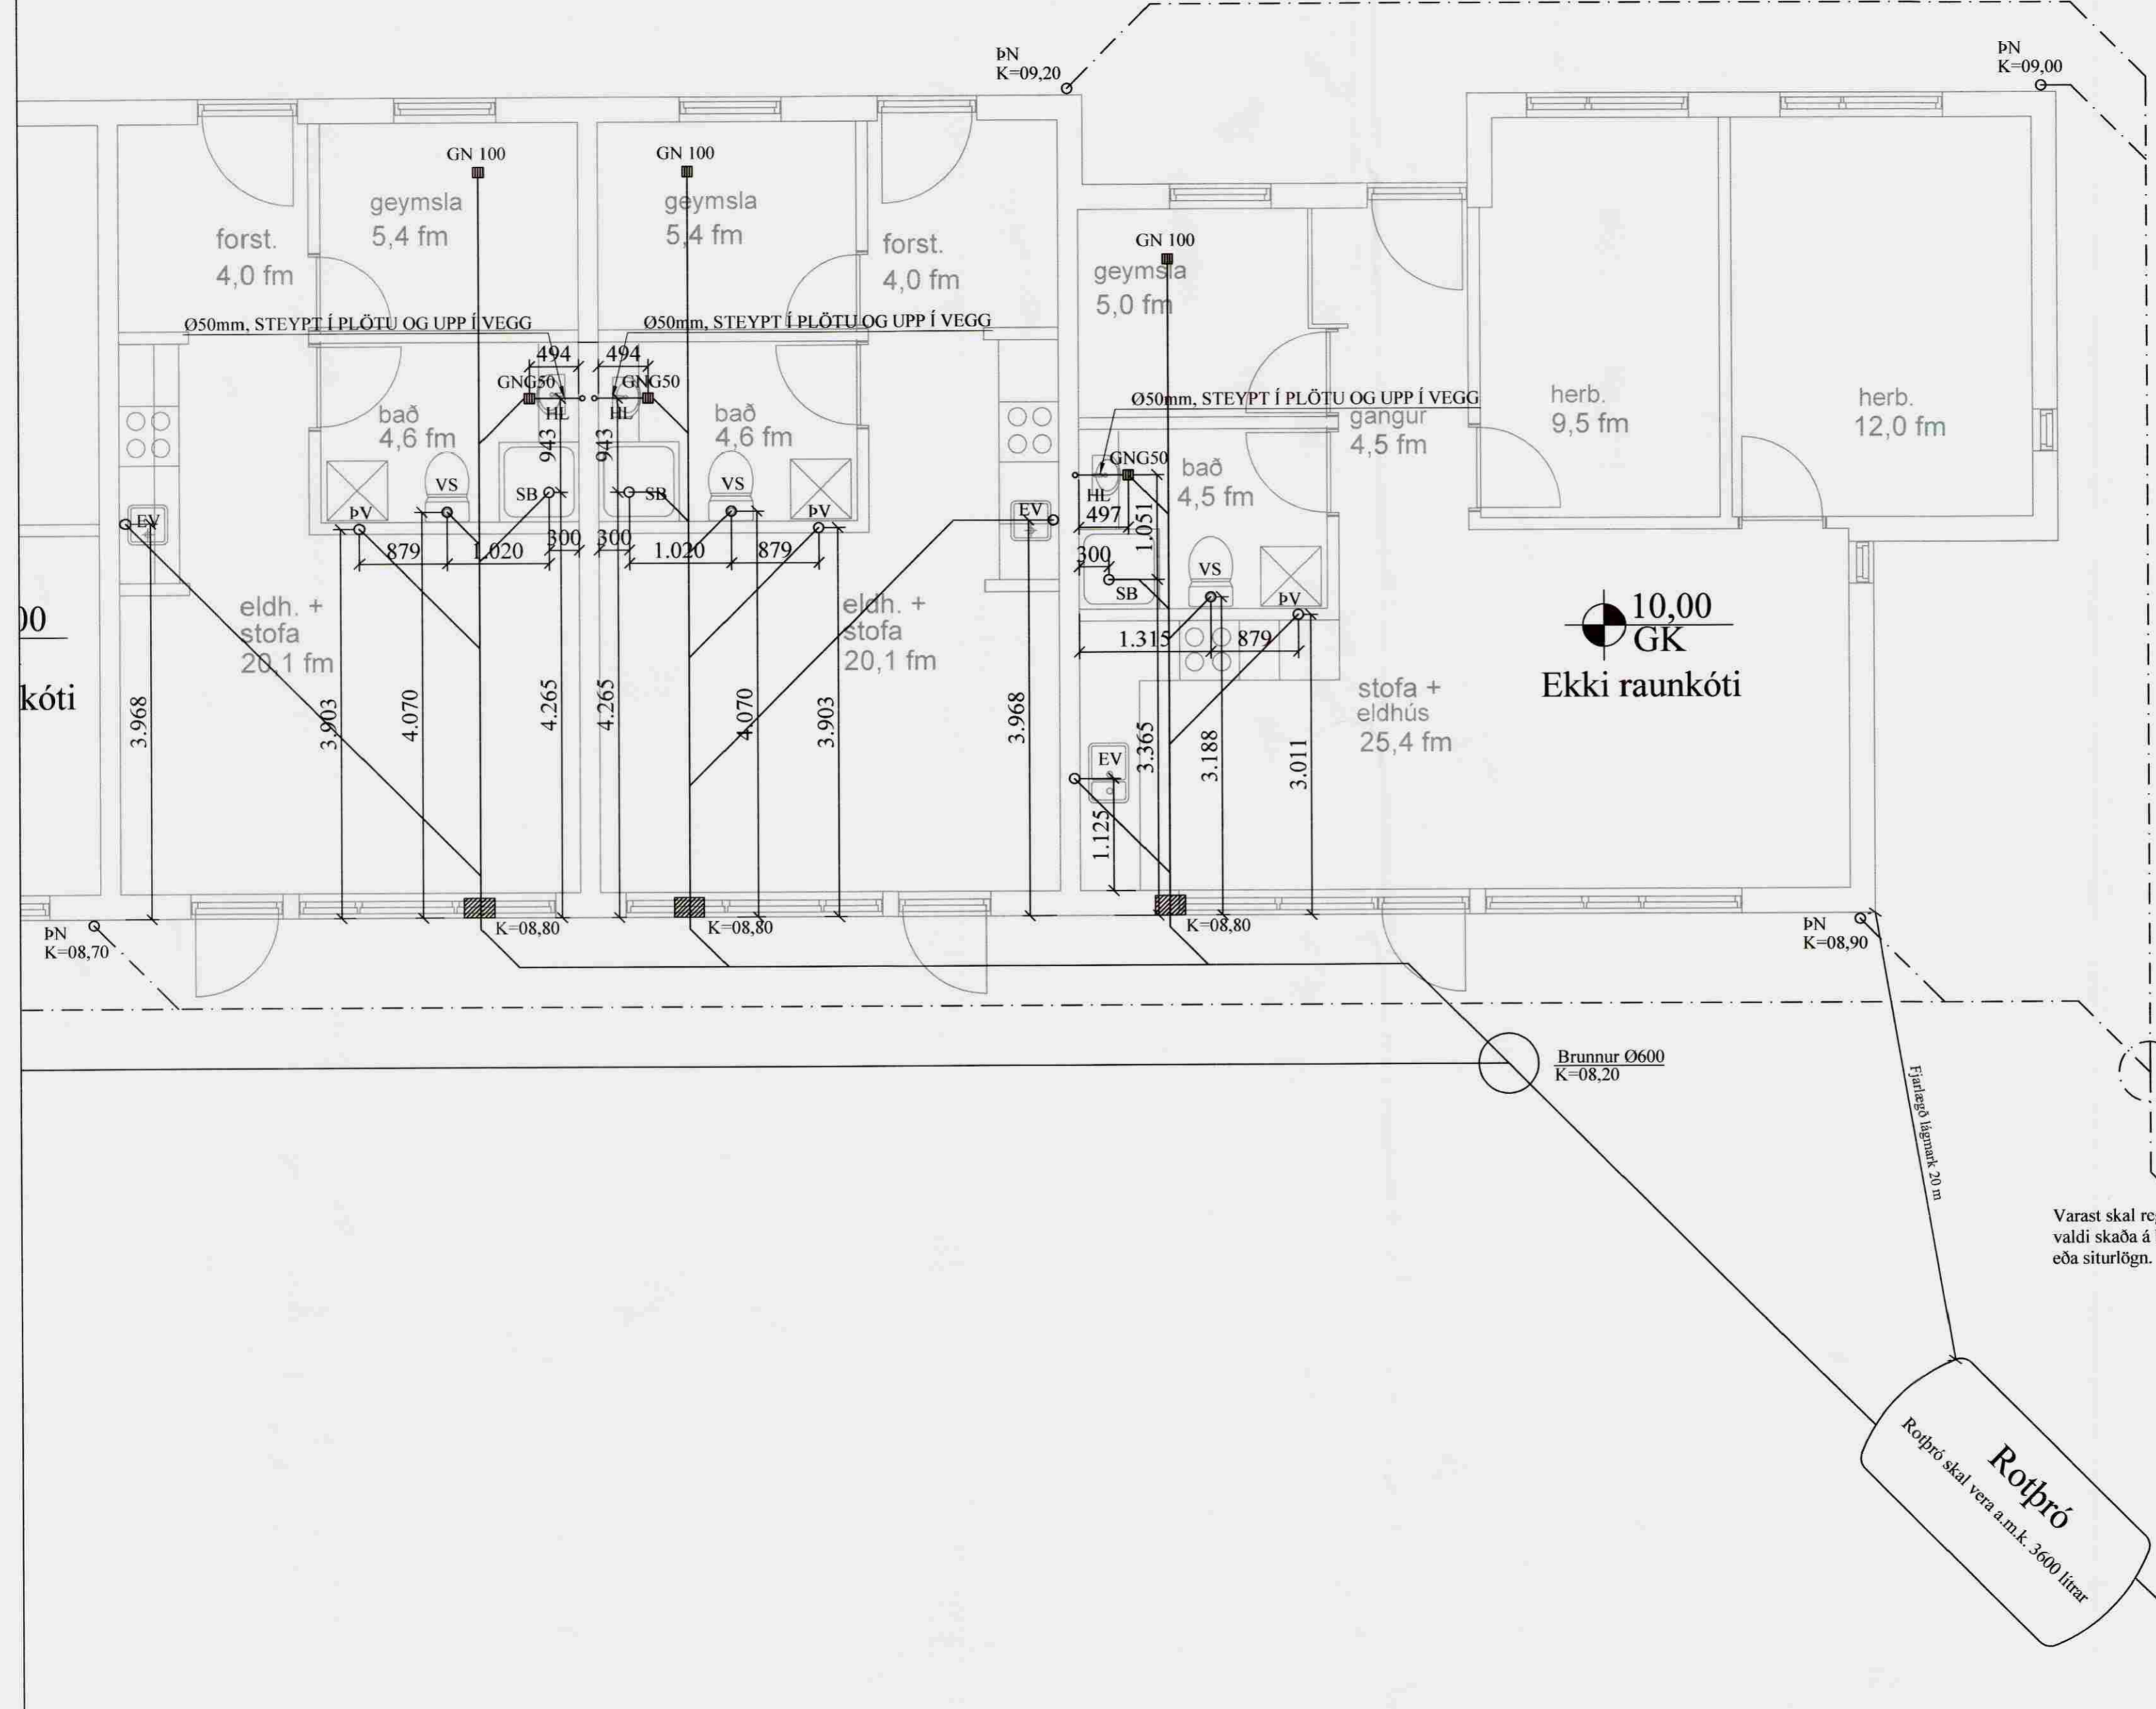 ÞN
K=09,20
ÞN
K=09,00
GN 100
GN 100
GN 100
geymsla
5,4 fm
geymsla
5,4 fm
forst.
4,0 fm
forst.
4,0 fm
geymsla
5,0 fm
Ø50mm, STEYPT Í PLÖTU OG UPP Í VEGG
Ø50mm, STEYPT Í PLÖTU OG UPP Í VEGG
Ø50mm, STEYPT Í PLÖTU OG UPP Í VEGG
494
494
GNG50
GNG50
HL
HL
943
943
bað
4,6 fm
bað
4,6 fm
gangur
4,5 fm
herb.
9,5 fm
herb.
12,0 fm
GNG50
bað
4,5 fm
HL
497
1.051
VS
SB
SB
VS
ÞV
ÞV
EV
EV
879
1.020
300
300
1.020
879
300
SB
VS
ÞV
1.315
879
eldh. +
stofa
20,1 fm
eldh. +
stofa
20,1 fm
10,00
GK
Ekki raunkóti
00
kóti
3.968
3.903
4.070
4.265
4.265
4.070
3.903
3.968
3.365
3.188
3.011
stofa +
eldhús
25,4 fm
EV
1.125
ÞN
K=08,70
K=08,80
K=08,80
K=08,80
ÞN
K=08,90
Brunnur Ø600
K=08,20
Fjarlægð lágmark 20 m
Varast skal
valdi skaða á
eða siturlögn.
Rotþró
Rotþró skal vera a.m.k. 3600 lítrar